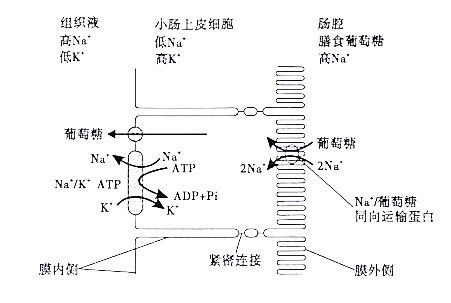 组织液 小肠上皮细胞 肠腔
高Na⁺ 低Na⁺ 膳食葡萄糖
低K⁺ 高K⁺ 高Na⁺
葡萄糖 葡萄糖
Na⁺ Na⁺ 2Na⁺ 2Na⁺
ATP
Na⁺/K⁺ ATP
ADP+Pi
K⁺ K⁺
Na⁺/葡萄糖
同向运输蛋白
膜内侧 紧密连接 膜外侧